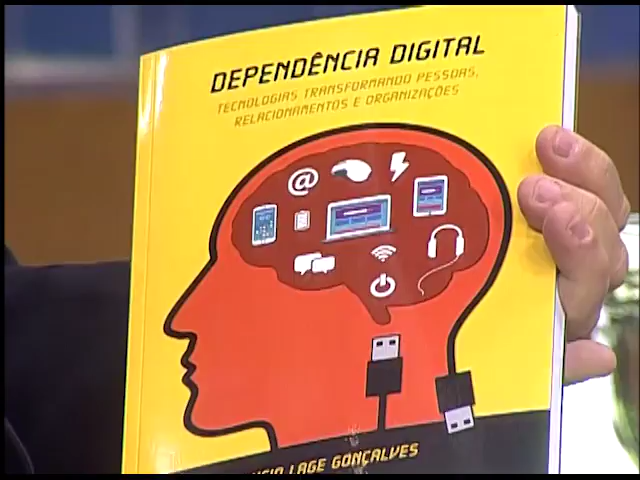 DEPENDÊNCIA DIGITAL
TECNOLOGIAS TRANSFORMANDO PESSOAS,
RELACIONAMENTOS E ORGANIZAÇÕES
@
LAGE GONÇALVES